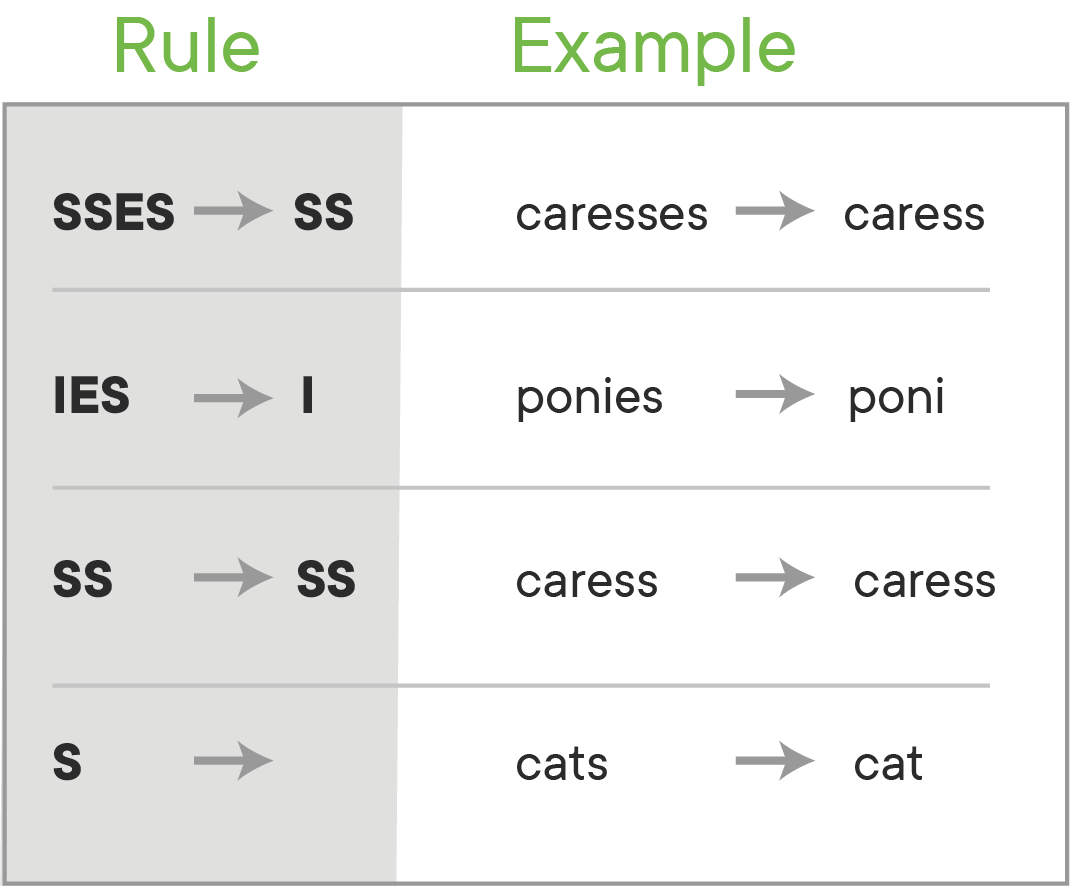 Rule Example
SSES → SS caresses → caress
IES → I ponies → poni
SS → SS caress → caress
S → cats → cat